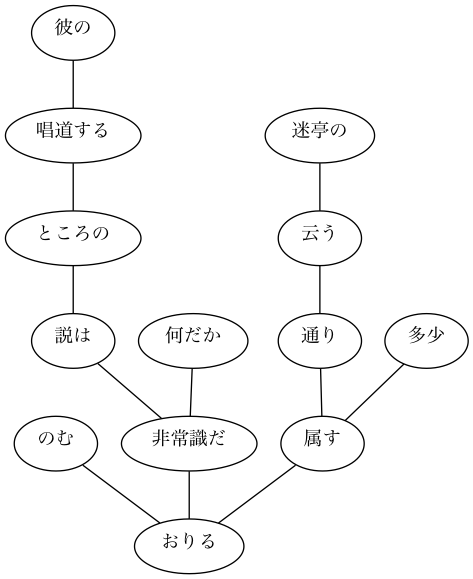 彼の
唱道する
迷亭の
ところの
云う
説は
何だか
通り
多少
のむ
非常識だ
属す
おりる